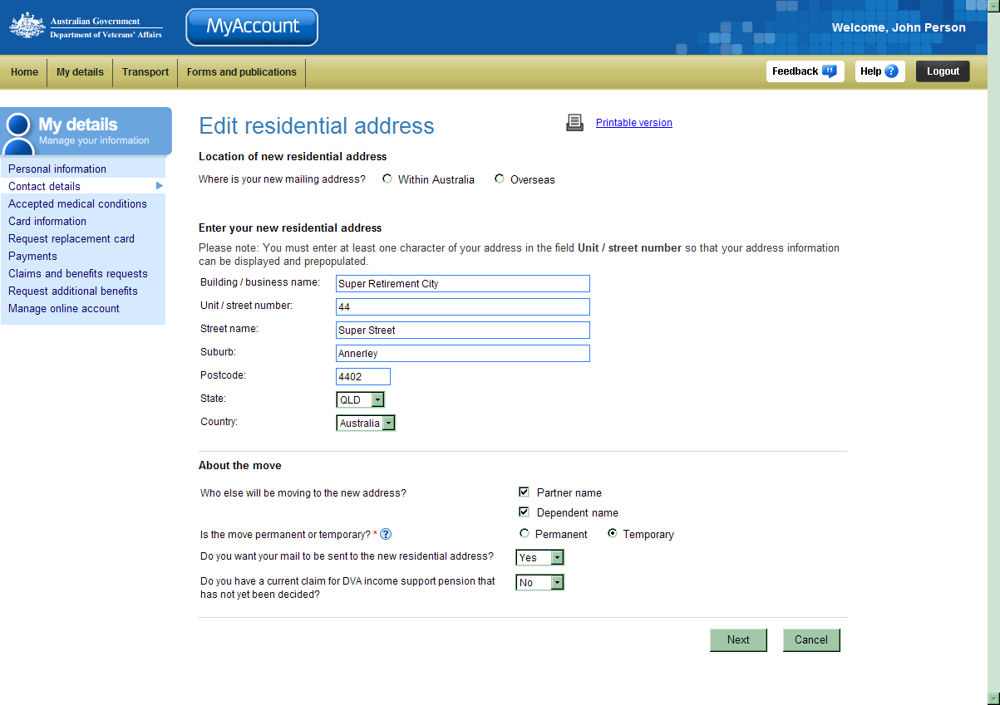 Australian Government
Department of Veterans' Affairs
MyAccount
Welcome, John Person
Home My details Transport Forms and publications Feedback Help ? Logout
My details
Manage your information
Personal information
Contact details
Accepted medical conditions
Card information
Request replacement card
Payments
Claims and benefits requests
Request additional benefits
Manage online account
Edit residential address
Printable version
Location of new residential address
Where is your new mailing address? Within Australia Overseas
Enter your new residential address
Please note: You must enter at least one character of your address in the field Unit / street number so that your address information
can be displayed and prepopulated.
Building / business name: Super Retirement City
Unit / street number: 44
Street name: Super Street
Suburb: Annerley
Postcode: 4402
State: QLD
Country: Australia
About the move
Who else will be moving to the new address? Partner name
Dependent name
Is the move permanent or temporary? * ? Permanent Temporary
Do you want your mail to be sent to the new residential address? Yes
Do you have a current claim for DVA income support pension that
has not yet been decided? No
Next Cancel